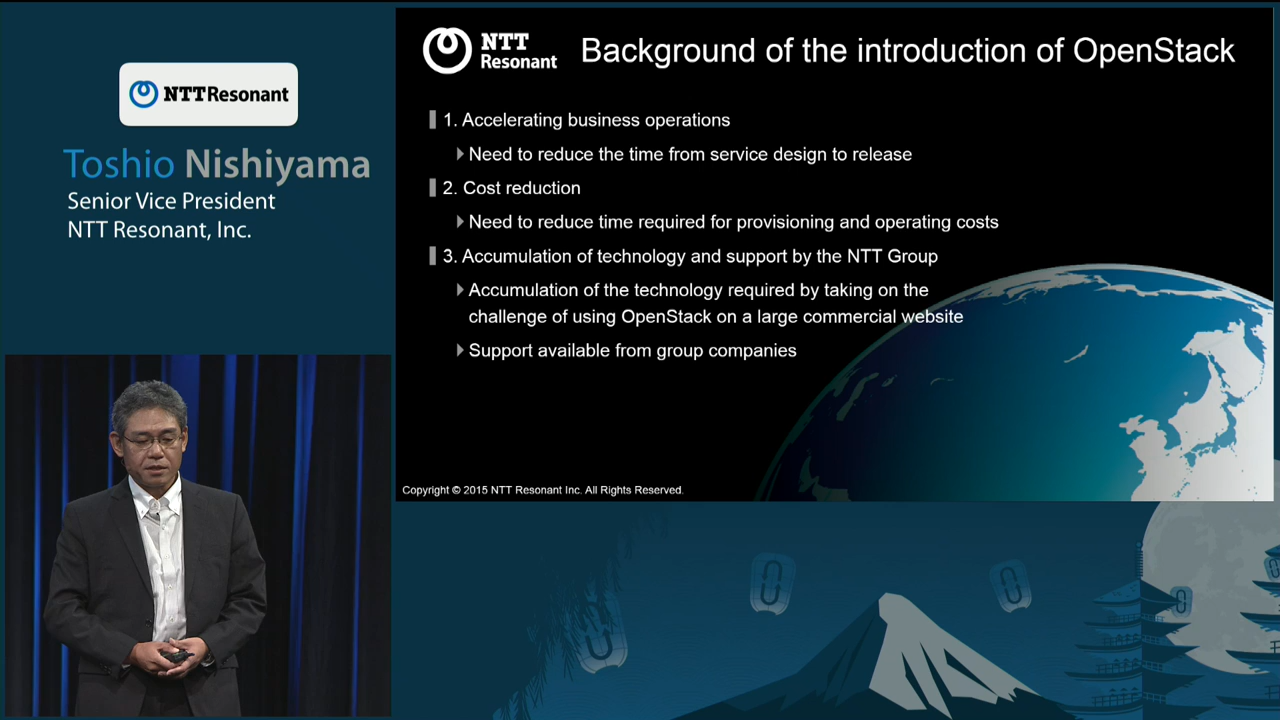 NTT Resonant
Toshio Nishiyama
Senior Vice President
NTT Resonant, Inc.
NTT
Resonant
Background of the introduction of OpenStack
1. Accelerating business operations
Need to reduce the time from service design to release
2. Cost reduction
Need to reduce time required for provisioning and operating costs
3. Accumulation of technology and support by the NTT Group
Accumulation of the technology required by taking on the
challenge of using OpenStack on a large commercial website
Support available from group companies
Copyright © 2015 NTT Resonant Inc. All Rights Reserved.